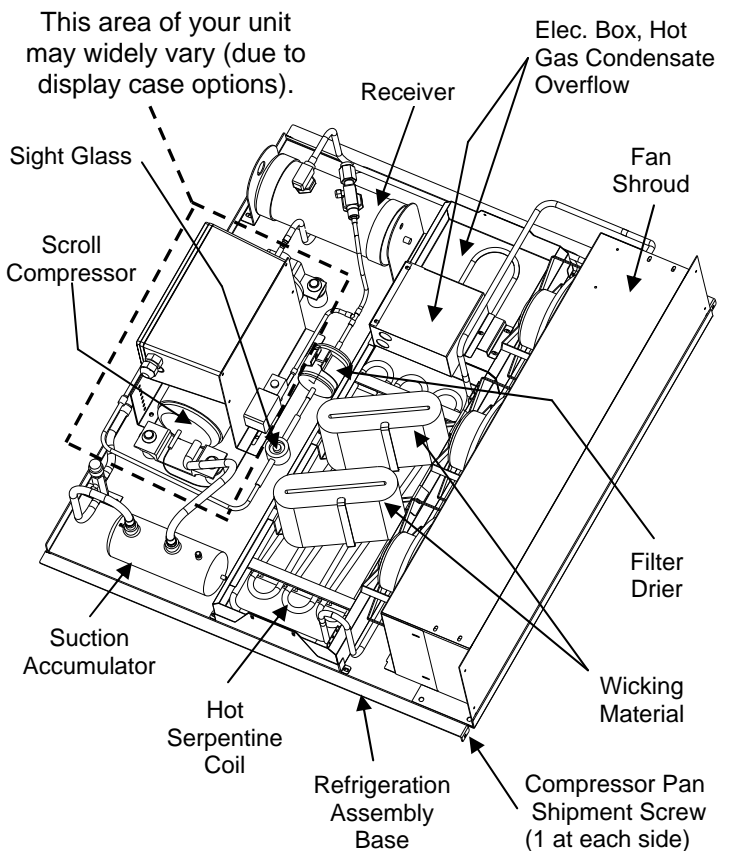 This area of your unit
may widely vary (due to
display case options).
Elec. Box, Hot
Gas Condensate
Overflow
Receiver
Sight Glass
Fan
Shroud
Scroll
Compressor
Filter
Drier
Suction
Accumulator
Wicking
Material
Hot
Serpentine
Coil
Refrigeration
Assembly
Base
Compressor Pan
Shipment Screw
(1 at each side)